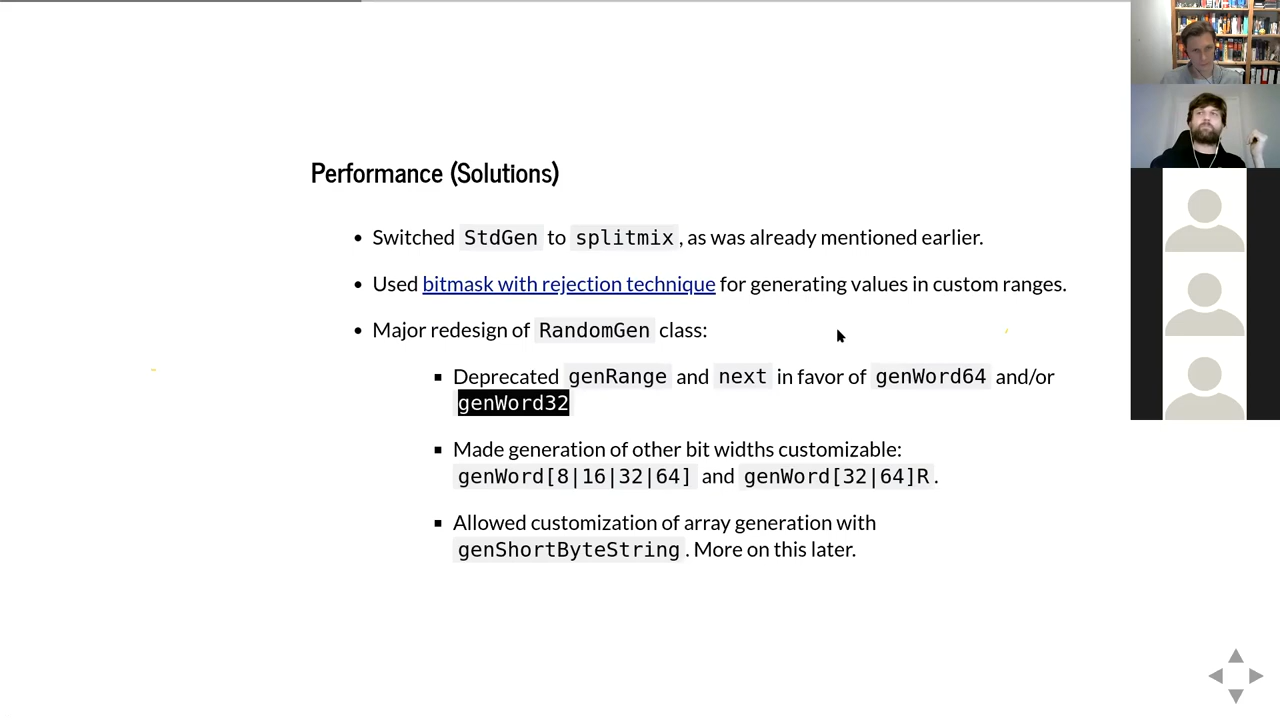 Performance (Solutions)
Switched StdGen to splitmix, as was already mentioned earlier.
Used bitmask with rejection technique for generating values in custom ranges.
Major redesign of RandomGen class:
Deprecated genRange and next in favor of genWord64 and/or
genWord32
Made generation of other bit widths customizable:
genWord[8|16|32|64] and genWord[32|64]R.
Allowed customization of array generation with
genShortByteString. More on this later.